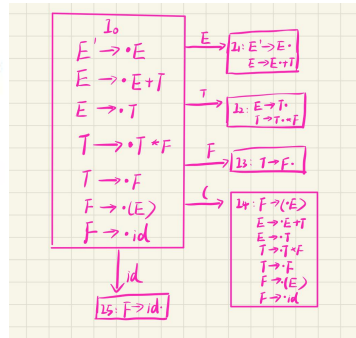 I₀
E' → ·E
E → ·E+T
E → ·T
T → ·T*F
T → ·F
F → ·(E)
F → ·id
E
I₁: E' → E·
E → E·+T
T
I₂: E → T·
T → T·*F
F
I₃: T → F·
(
I₄: F → (·E)
E → ·E+T
E → ·T
T → ·T*F
T → ·F
F → ·(E)
F → ·id
id
I₅: F → id·